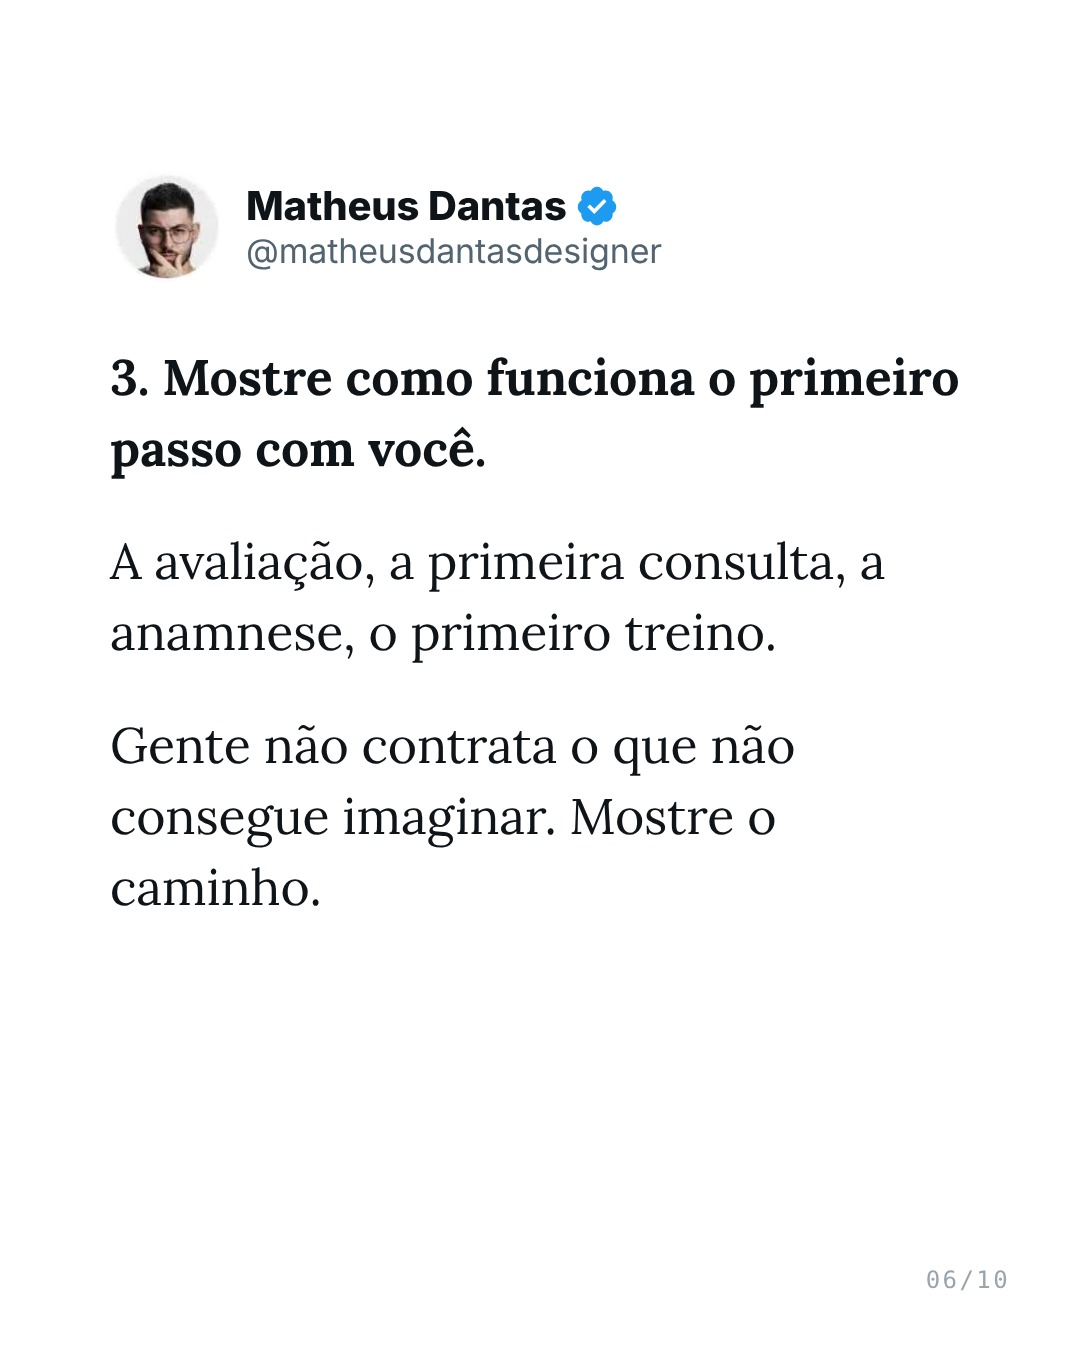 Matheus Dantas
@matheusdantasdesigner
3. Mostre como funciona o primeiro
passo com você.
A avaliação, a primeira consulta, a
anamnese, o primeiro treino.
Gente não contrata o que não
consegue imaginar. Mostre o
caminho.
06/10